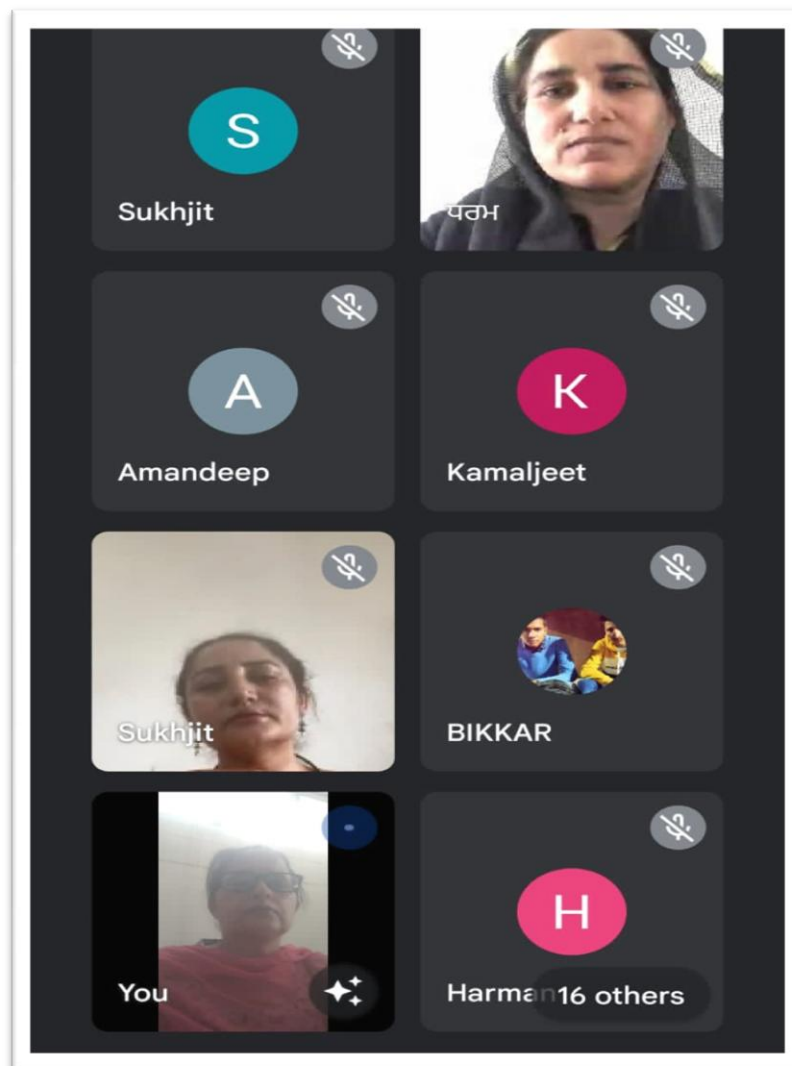 S
Sukhjit
ਧਰਮ
A
Amandeep
K
Kamaljeet
Sukhjit
BIKKAR
You
H
Harman
16 others